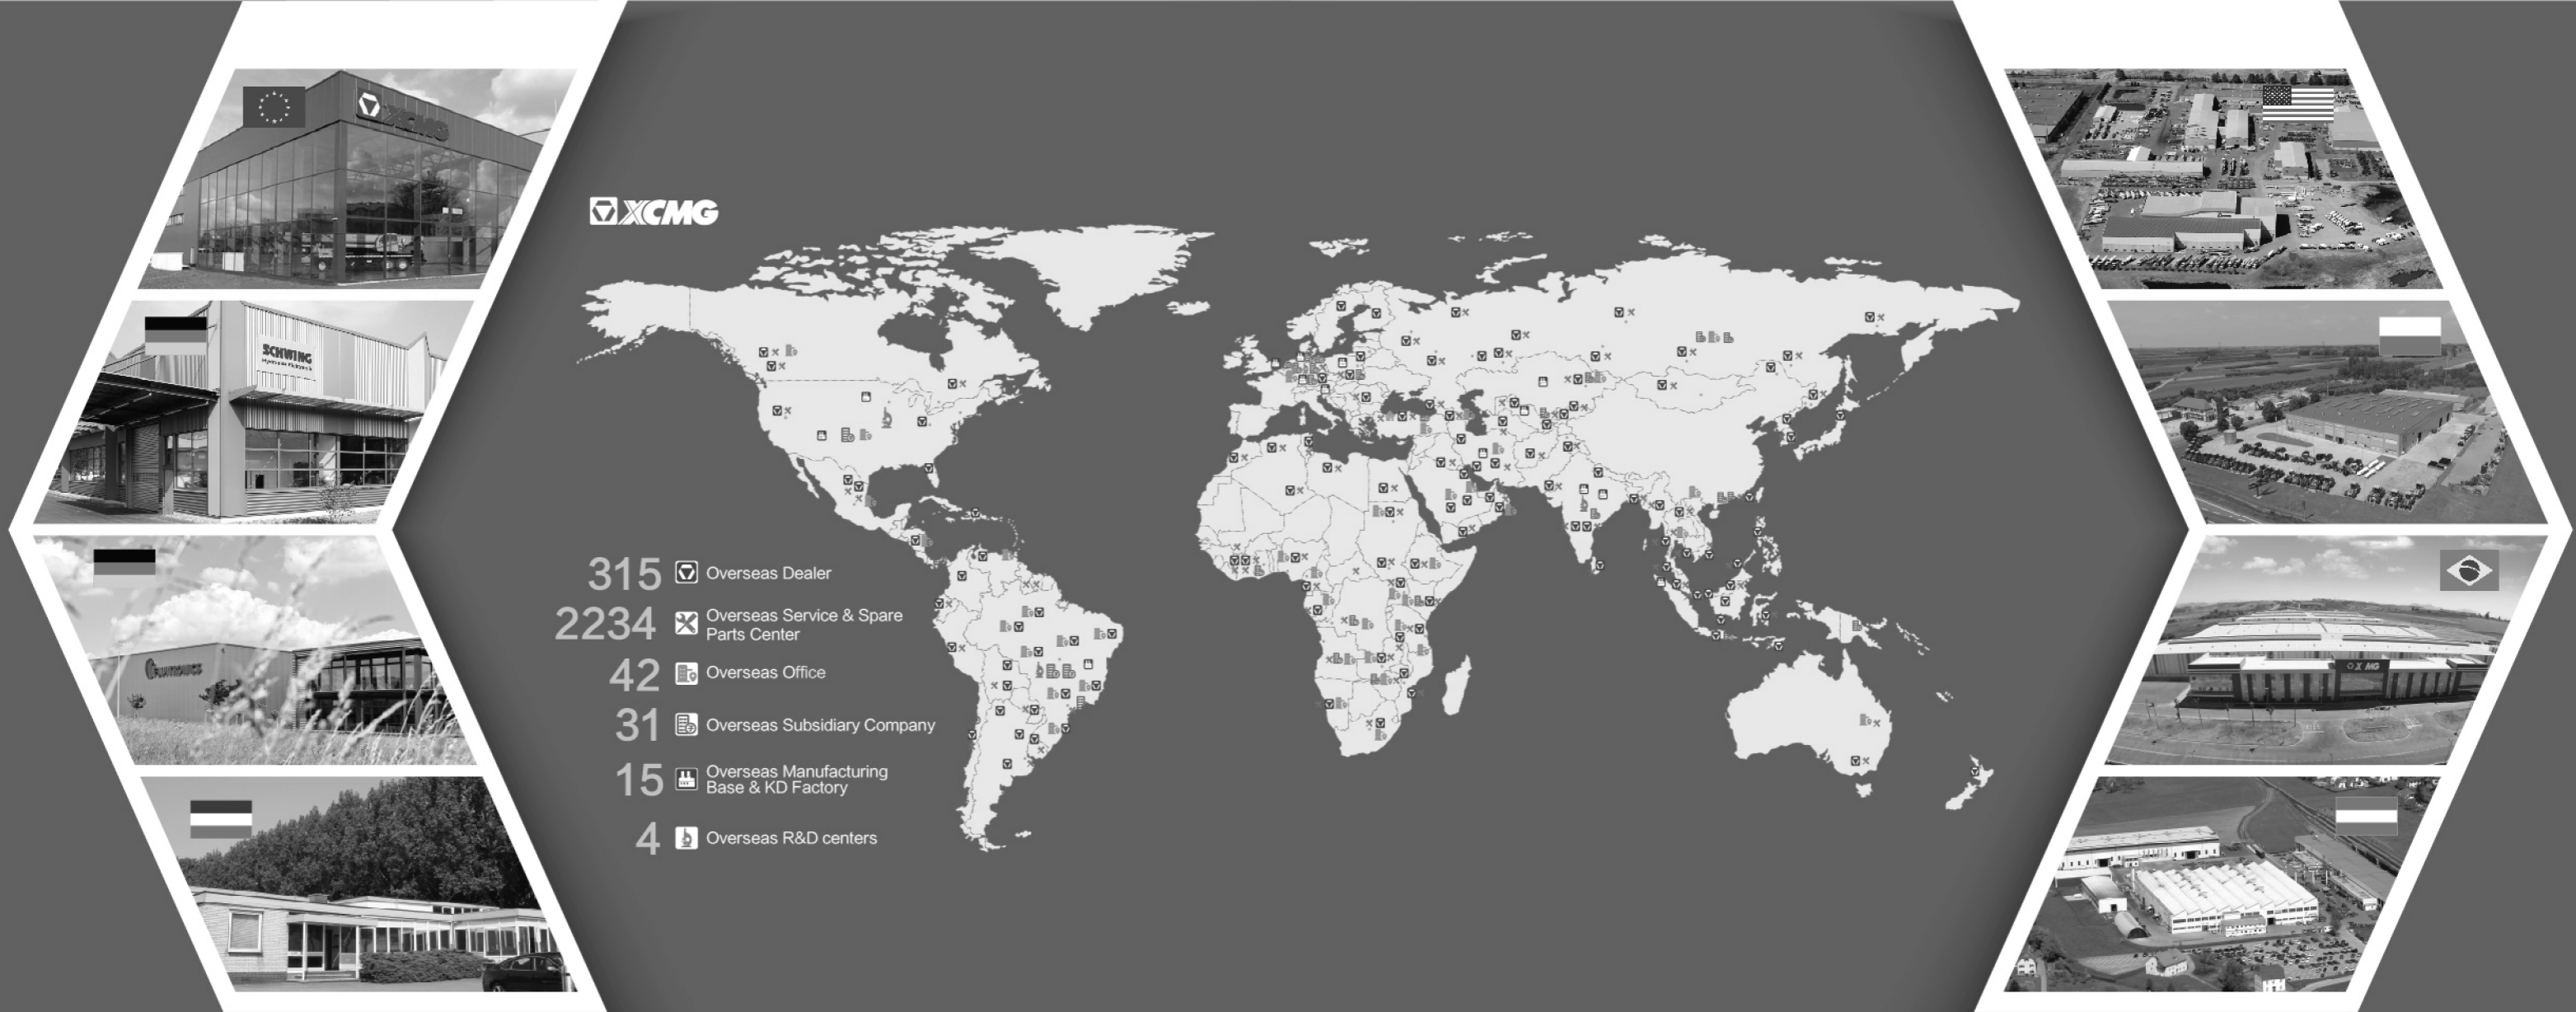 XCMG
SCHWING
XCMG
315 Overseas Dealer
2234 Overseas Service & Spare
Parts Center
42 Overseas Office
31 Overseas Subsidiary Company
15 Overseas Manufacturing
Base & KD Factory
4 Overseas R&D centers